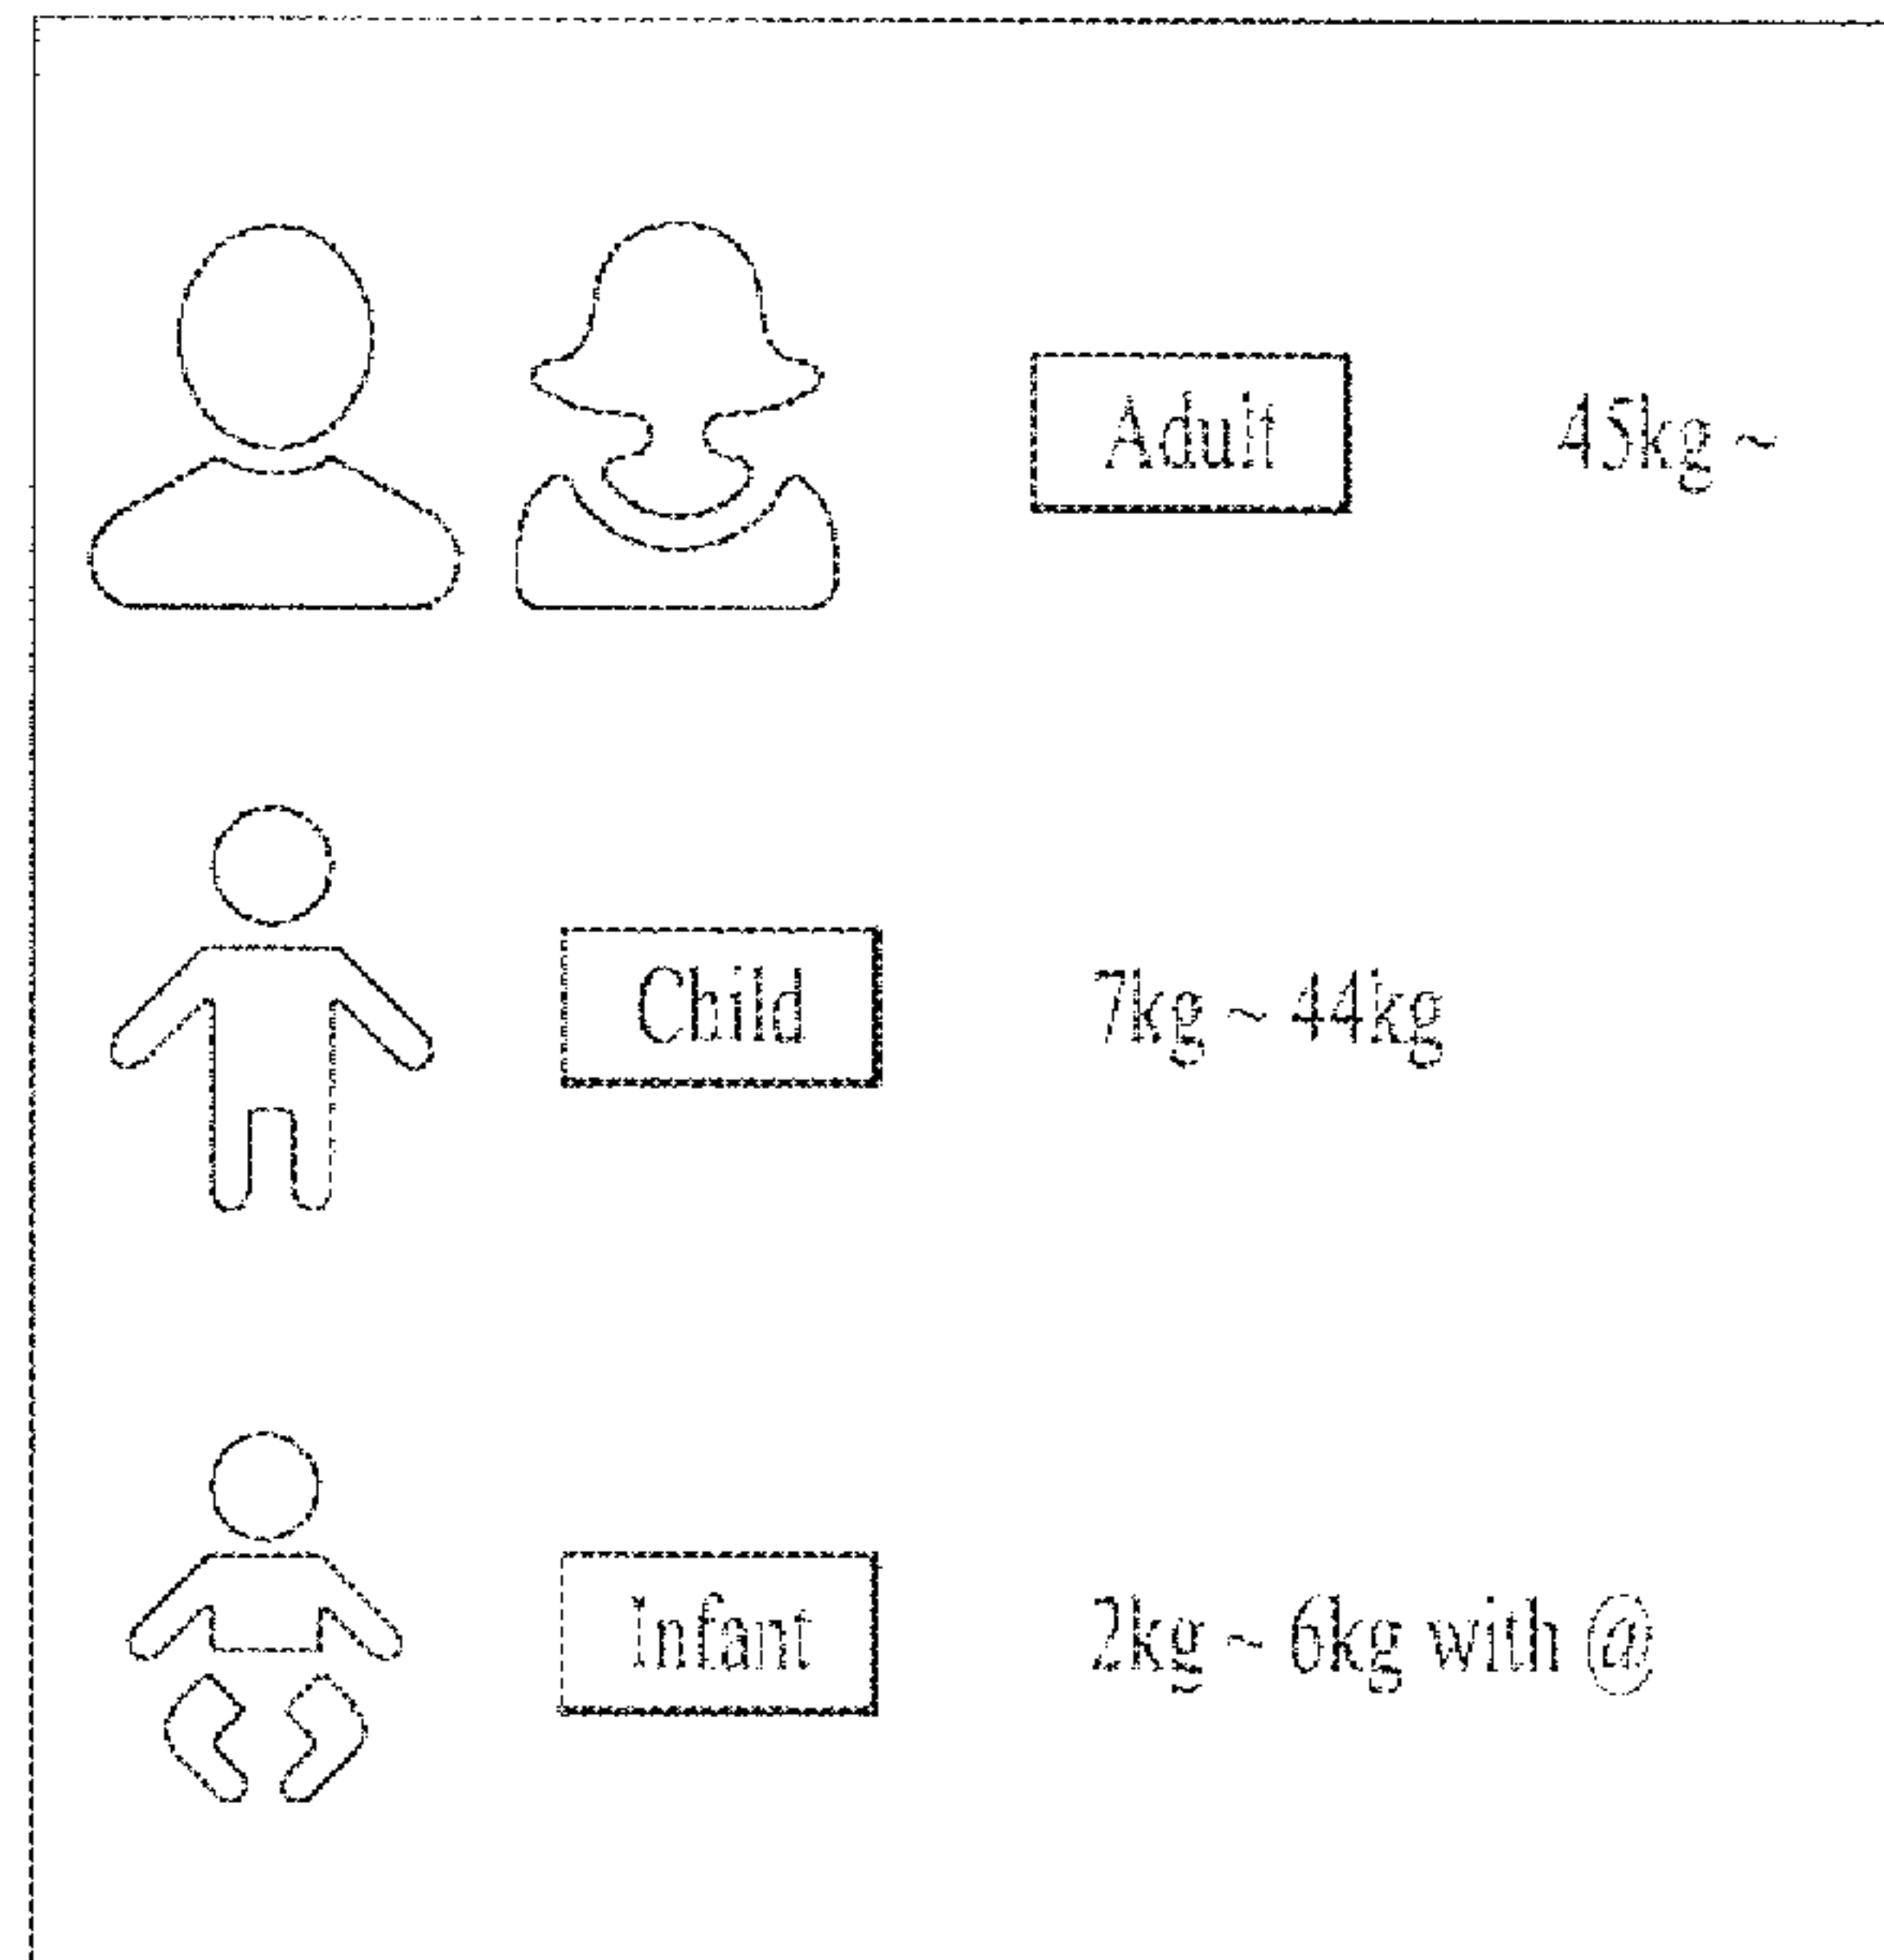 Adult 45kg ~
Child 7kg ~ 44kg
Infant 2kg ~ 6kg with ⓐ